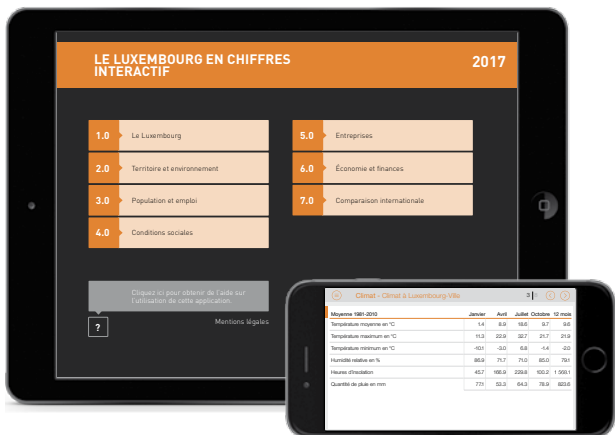 LE LUXEMBOURG EN CHIFFRES
INTERACTIF
2017
1.0 Le Luxembourg
2.0 Territoire et environnement
3.0 Population et emploi
4.0 Conditions sociales
5.0 Entreprises
6.0 Économie et finances
7.0 Comparaison internationale
Cliquez ici pour obtenir de l'aide sur
l'utilisation de cette application.
?
Mentions légales
Climat – Climat à Luxembourg-Ville 3
Moyenne 1981-2010 Janvier Avril Juillet Octobre 12 mois
Température moyenne en °C 1.4 8.9 18.6 9.7 9.6
Température maximum en °C 11.3 22.9 32.7 21.7 21.9
Température minimum en °C -10.1 -3.0 6.8 -1.4 -2.0
Humidité relative en % 86.9 71.7 71.0 85.0 79.1
Heures d'insolation 45.7 166.9 229.8 100.2 1 569.1
Quantité de pluie en mm 77.1 53.3 64.3 78.9 823.6